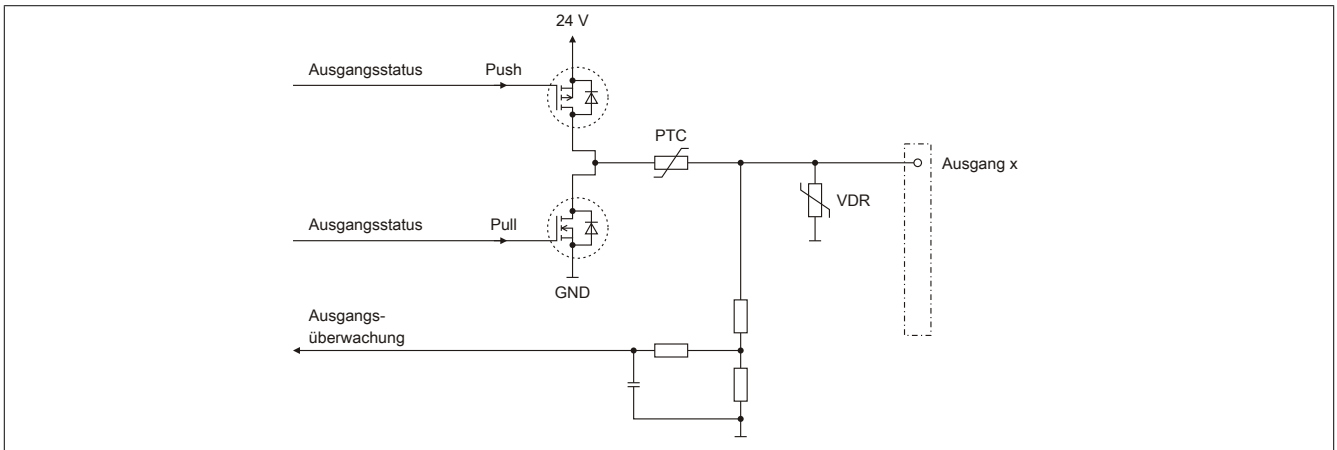 24 V
Ausgangsstatus
Push
PTC
Ausgang x
VDR
Ausgangsstatus
Pull
GND
Ausgangs-
überwachung